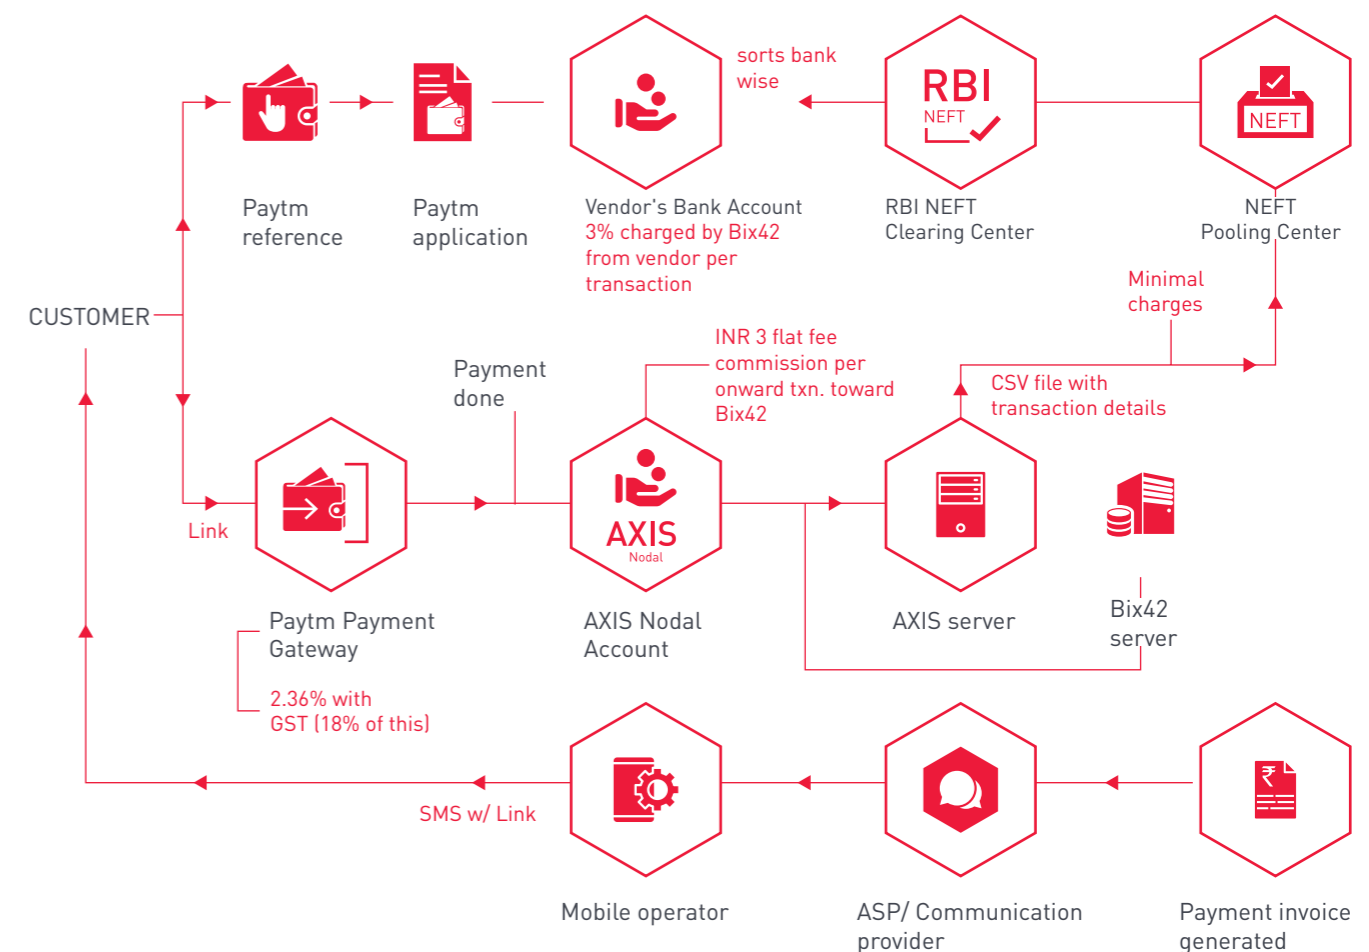 sorts bank
wise
RBI
NEFT
NEFT
Paytm
reference
Paytm
application
Vendor's Bank Account
3% charged by Bix42
from vendor per
transaction
RBI NEFT
Clearing Center
NEFT
Pooling Center
Minimal
charges
CUSTOMER
INR 3 flat fee
commission per
onward txn. toward
Bix42
Payment
done
CSV file with
transaction details
Link
AXIS
Nodal
Paytm Payment
Gateway
AXIS Nodal
Account
AXIS server
Bix42
server
2.36% with
GST (18% of this)
₹
SMS w/ Link
Mobile operator
ASP/ Communication
provider
Payment invoice
generated